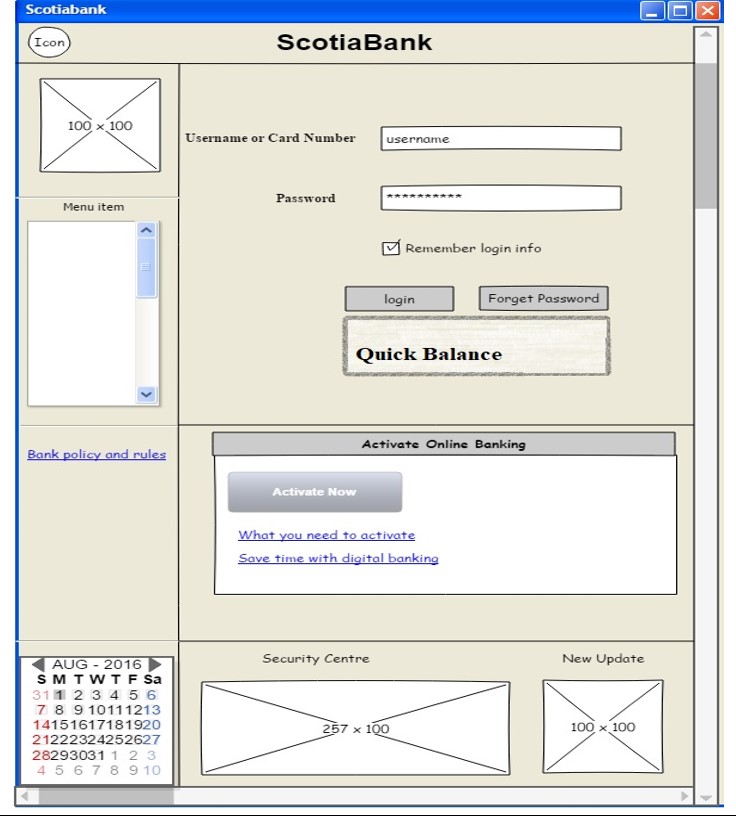 Scotiabank
Icon
ScotiaBank
100 x 100
Username or Card Number
username
Password
**********
Menu item
Remember login info
login
Forget Password
Quick Balance
Bank policy and rules
Activate Online Banking
Activate Now
What you need to activate
Save time with digital banking
AUG - 2016
S M T W T F Sa
31 1 2 3 4 5 6
7 8 9 10 11 12 13
14 15 16 17 18 19 20
21 22 23 24 25 26 27
28 29 30 31 1 2 3
4 5 6 7 8 9 10
Security Centre
257 x 100
New Update
100 x 100